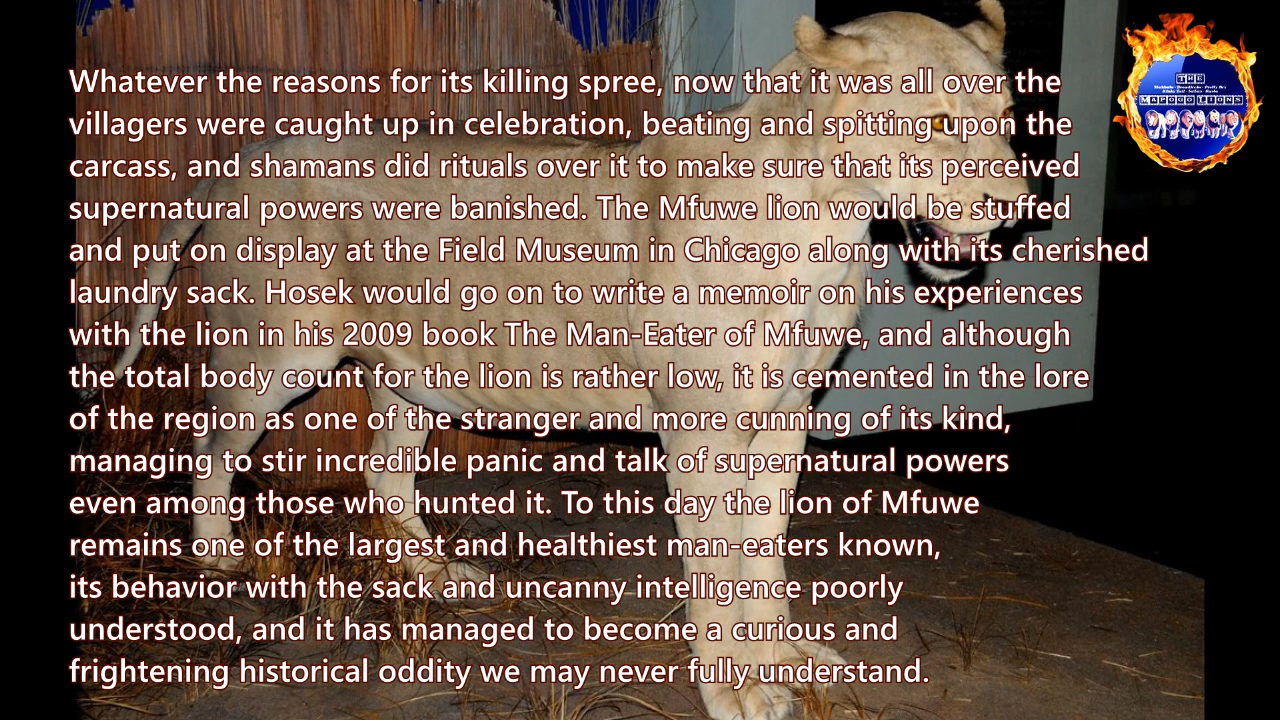 Whatever the reasons for its killing spree, now that it was all over the
villagers were caught up in celebration, beating and spitting upon the
carcass, and shamans did rituals over it to make sure that its perceived
supernatural powers were banished. The Mfuwe lion would be stuffed
and put on display at the Field Museum in Chicago along with its cherished
laundry sack. Hosek would go on to write a memoir on his experiences
with the lion in his 2009 book The Man-Eater of Mfuwe, and although
the total body count for the lion is rather low, it is cemented in the lore
of the region as one of the stranger and more cunning of its kind,
managing to stir incredible panic and talk of supernatural powers
even among those who hunted it. To this day the lion of Mfuwe
remains one of the largest and healthiest man-eaters known,
its behavior with the sack and uncanny intelligence poorly
understood, and it has managed to become a curious and
frightening historical oddity we may never fully understand.
THE
MAPOGO LIONS